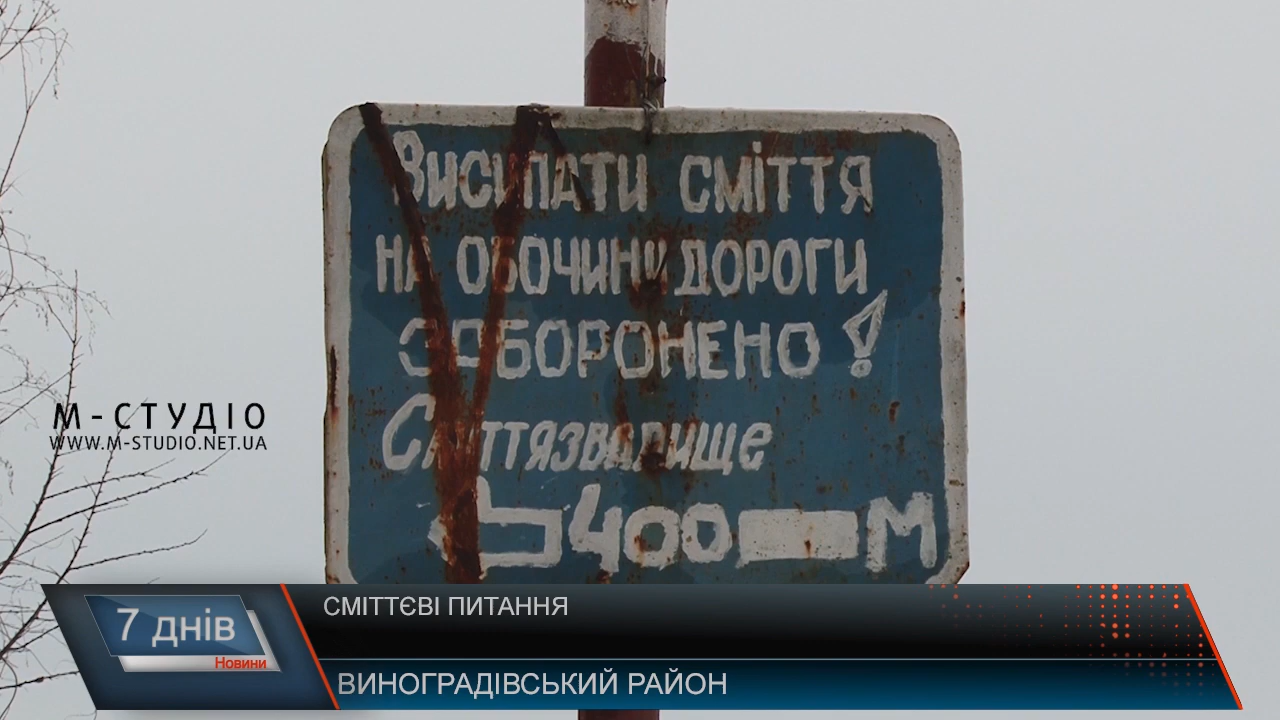 Висипати сміття
на обочини дороги
заборонено!
Сміттязвалище
400 м
М-СТУДІО
WWW.M-STUDIO.NET.UA
7 днів
Новини
СМІТТЄВІ ПИТАННЯ
ВИНОГРАДІВСЬКИЙ РАЙОН